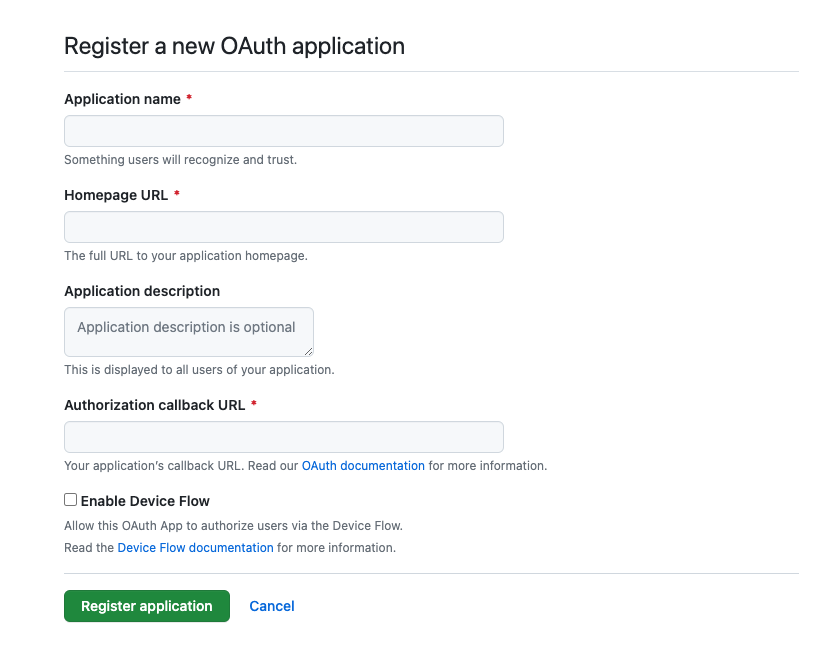 Register a new OAuth application
Application name *
Something users will recognize and trust.
Homepage URL *
The full URL to your application homepage.
Application description
Application description is optional
This is displayed to all users of your application.
Authorization callback URL *
Your application's callback URL. Read our OAuth documentation for more information.
Enable Device Flow
Allow this OAuth App to authorize users via the Device Flow.
Read the Device Flow documentation for more information.
Register application Cancel